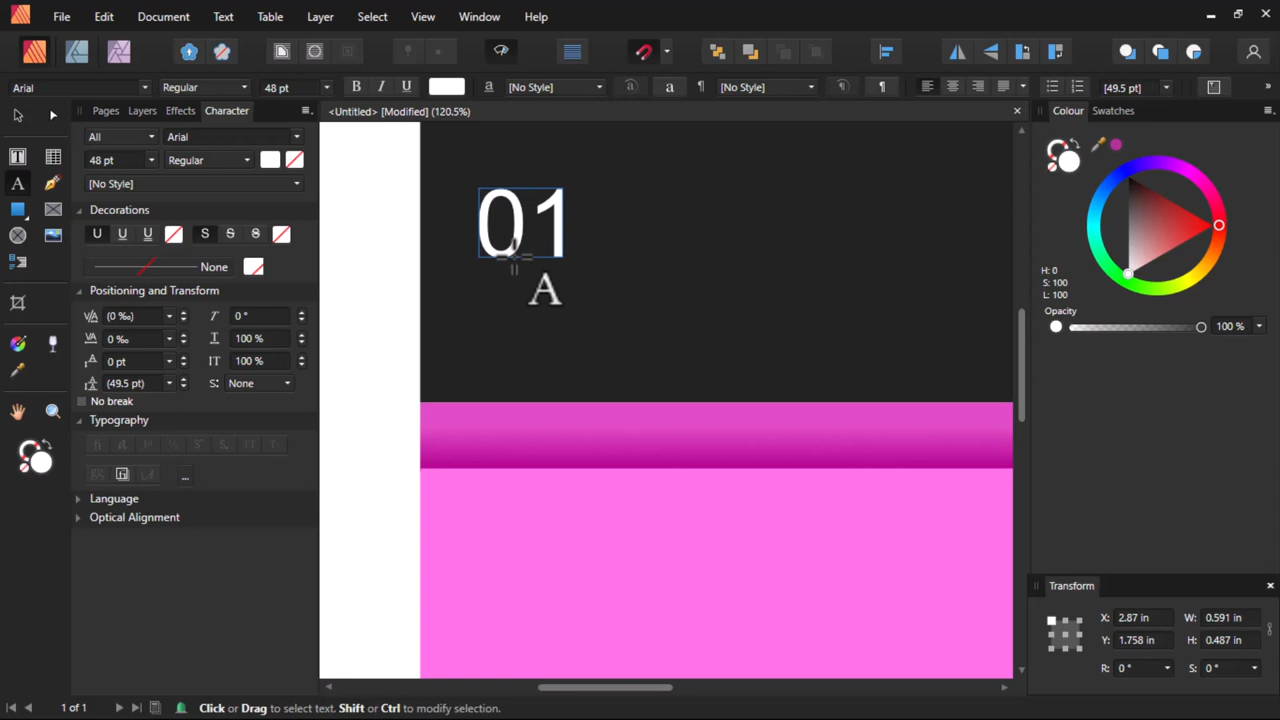 File Edit Document Text Table Layer Select View Window Help
Arial Regular 48 pt B I U a [No Style] a a ¶ [No Style] ¶ ¶ [49.5 pt] »
Pages Layers Effects Character <Untitled> [Modified] (120.5%) Colour Swatches
All Arial
48 pt Regular
[No Style]
Decorations
U U U S S S
None
Positioning and Transform
(0 ‰) 0 °
0 ‰ 100 %
0 pt 100 %
(49.5 pt) S: None
No break
Typography
...
Language
Optical Alignment
01
A
H: 0
S: 100
L: 100
Opacity
100 %
Transform
X: 2.87 in W: 0.591 in
Y: 1.758 in H: 0.487 in
R: 0 ° S: 0 °
1 of 1 Click or Drag to select text. Shift or Ctrl to modify selection.